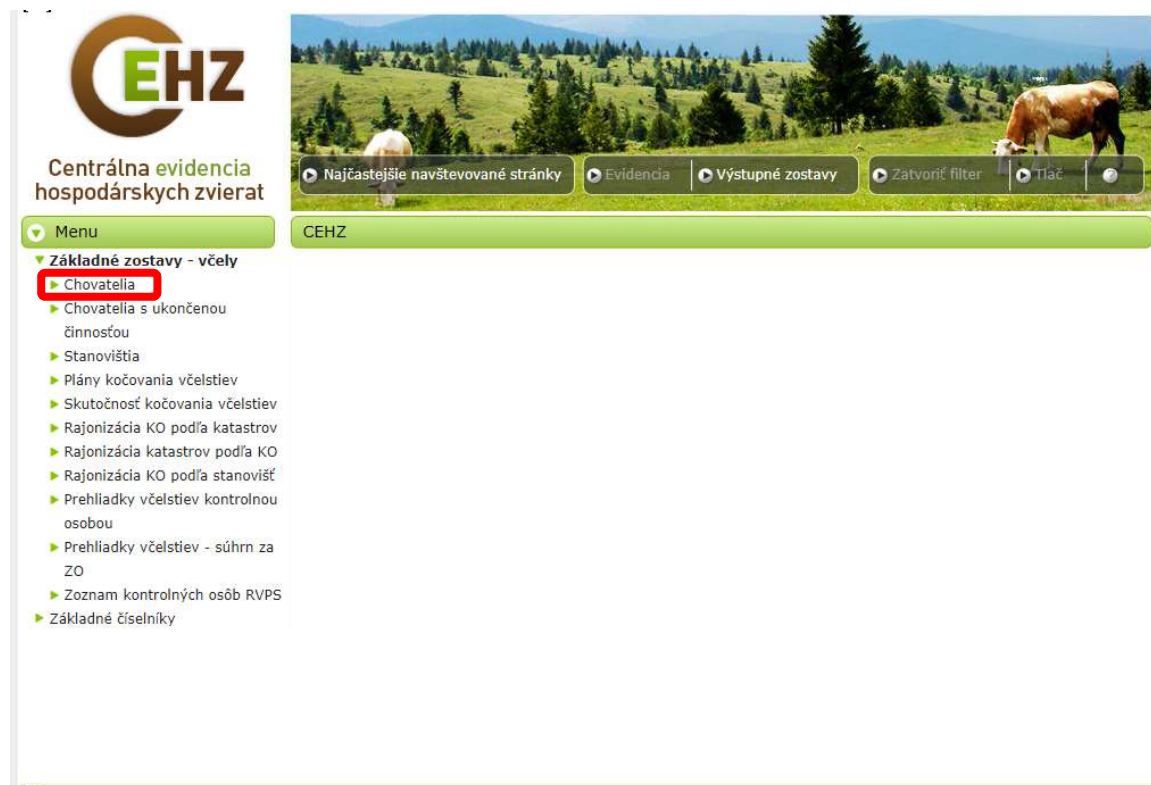 CEHZ
Centrálna evidencia
hospodárskych zvierat
Najčastejšie navštevované stránky
Evidencia
Výstupné zostavy
Zatvoriť filter
Tlač
?
Menu
CEHZ
Základné zostavy - včely
Chovatelia
Chovatelia s ukončenou
činnosťou
Stanovištia
Plány kočovania včelstiev
Skutočnosť kočovania včelstiev
Rajonizácia KO podľa katastrov
Rajonizácia katastrov podľa KO
Rajonizácia KO podľa stanovíšť
Prehliadky včelstiev kontrolnou
osobou
Prehliadky včelstiev - súhrn za
ZO
Zoznam kontrolných osôb RVPS
Základné číselníky